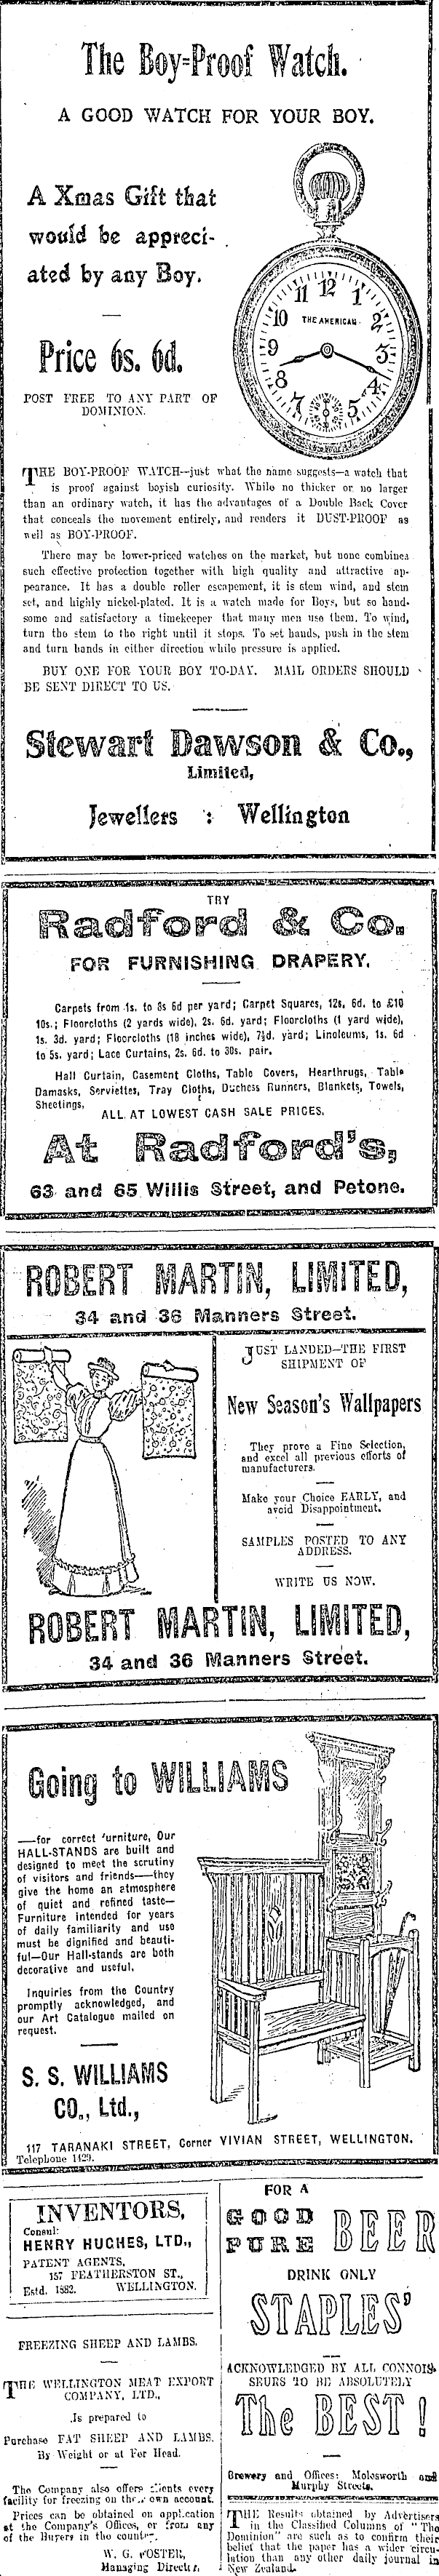 The Boy=Proof Watch.
A GOOD WATCH FOR YOUR BOY.
A Xmas Gift that
would be appreci-
ated by any Boy.
Price 6s. 6d.
POST FREE TO ANY PART OF
DOMINION.
11 12 1
10 THE AMERICAN 2
9 3
8 4
7 5
THE BOY-PROOF WATCH—just what the name suggests—a watch that
is proof against boyish curiosity. While no thicker or no larger
than an ordinary watch, it has the advantages of a Double Back Cover
that conceals the movement entirely, and renders it DUST-PROOF as
well as BOY-PROOF.
There may be lower-priced watches on the market, but none combines
such effective protection together with high quality and attractive ap-
pearance. It has a double roller escapement, it is stem wind, and stem
set, and highly nickel-plated. It is a watch made for Boys, but so hand-
some and satisfactory a timekeeper that many men use them. To wind,
turn the stem to the right until it stops. To set hands, push in the stem
and turn hands in either direction while pressure is applied.
BUY ONE FOR YOUR BOY TO-DAY. MAIL ORDERS SHOULD
BE SENT DIRECT TO US.
Stewart Dawson & Co.,
Limited,
Jewellers : Wellington
TRY
Radford & Co.
FOR FURNISHING DRAPERY.
Carpets from 1s. to 8s 6d per yard; Carpet Squares, 12s. 6d. to £10
10s.; Floorcloths (2 yards wide), 2s. 6d. yard; Floorcloths (1 yard wide),
1s. 3d. yard; Floorcloths (18 inches wide), 7½d. yard; Linoleums, 1s. 6d
to 5s. yard; Lace Curtains, 2s. 6d. to 30s. pair.
Hall Curtain, Casement Cloths, Table Covers, Hearthrugs, Table
Damasks, Serviettes, Tray Cloths, Duchess Runners, Blankets, Towels,
Sheetings,
ALL AT LOWEST CASH SALE PRICES.
At Radford's,
63 and 65 Willis Street, and Petone.
ROBERT MARTIN, LIMITED,
34 and 36 Manners Street.
JUST LANDED—THE FIRST
SHIPMENT OF
New Season's Wallpapers
They prove a Fine Selection,
and excel all previous efforts of
manufacturers.
Make your Choice EARLY, and
avoid Disappointment.
SAMPLES POSTED TO ANY
ADDRESS.
WRITE US NOW.
ROBERT MARTIN, LIMITED,
34 and 36 Manners Street.
Going to WILLIAMS
—for correct furniture, Our
HALL-STANDS are built and
designed to meet the scrutiny
of visitors and friends—they
give the home an atmosphere
of quiet and refined taste—
Furniture intended for years
of daily familiarity and use
must be dignified and beauti-
ful—Our Hall-stands are both
decorative and useful.
Inquiries from the Country
promptly acknowledged, and
our Art Catalogue mailed on
request.
S. S. WILLIAMS
CO., Ltd.,
117 TARANAKI STREET, Corner VIVIAN STREET, WELLINGTON.
Telephone 1429.
INVENTORS,
Consul:
HENRY HUGHES, LTD.,
PATENT AGENTS,
157 FEATHERSTON ST.,
Estd. 1882. WELLINGTON.
FREEZING SHEEP AND LAMBS.
THE WELLINGTON MEAT EXPORT
COMPANY, LTD.,
Is prepared to
Purchase FAT SHEEP AND LAMBS.
By Weight or at Per Head.
The Company also offers clients every
facility for freezing on their own account.
Prices can be obtained on application
at the Company's Offices, or from any
of the Buyers in the country.
W. G. FOSTER,
Managing Director.
FOR A
GOOD
PURE BEER
DRINK ONLY
STAPLES'
ACKNOWLEDGED BY ALL CONNOIS-
SEURS TO BE ABSOLUTELY
The BEST!
Brewery and Offices: Molesworth and
Murphy Streets.
THE Results obtained by Advertisers
in the Classified Columns of "The
Dominion" are such as to confirm their
belief that the paper has a wider circu-
lation than any other daily journal in
New Zealand.